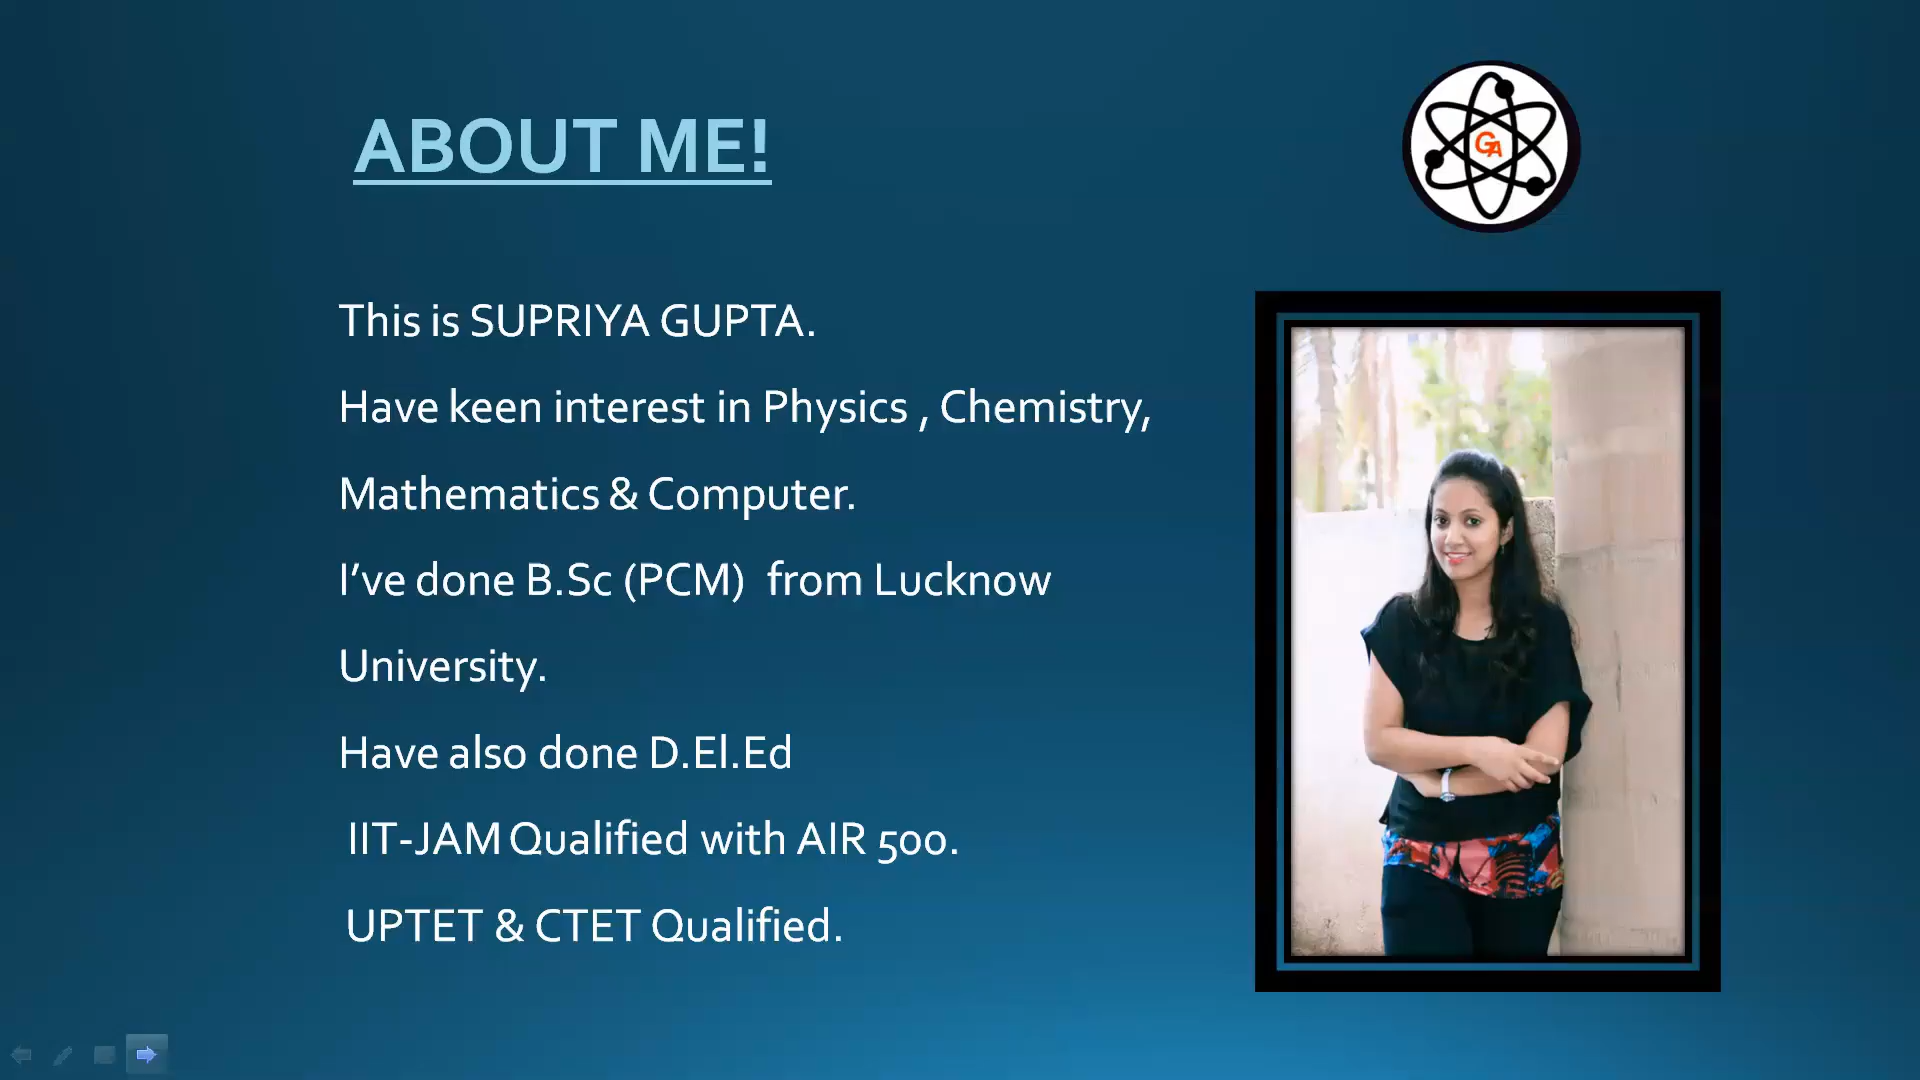 ABOUT ME!
GA
This is SUPRIYA GUPTA.
Have keen interest in Physics , Chemistry,
Mathematics & Computer.
I’ve done B.Sc (PCM) from Lucknow
University.
Have also done D.El.Ed
IIT-JAM Qualified with AIR 500.
UPTET & CTET Qualified.